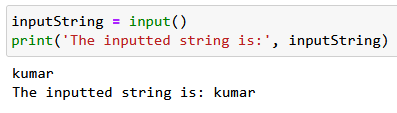 inputString = input()
print('The inputted string is:', inputString)
kumar
The inputted string is: kumar